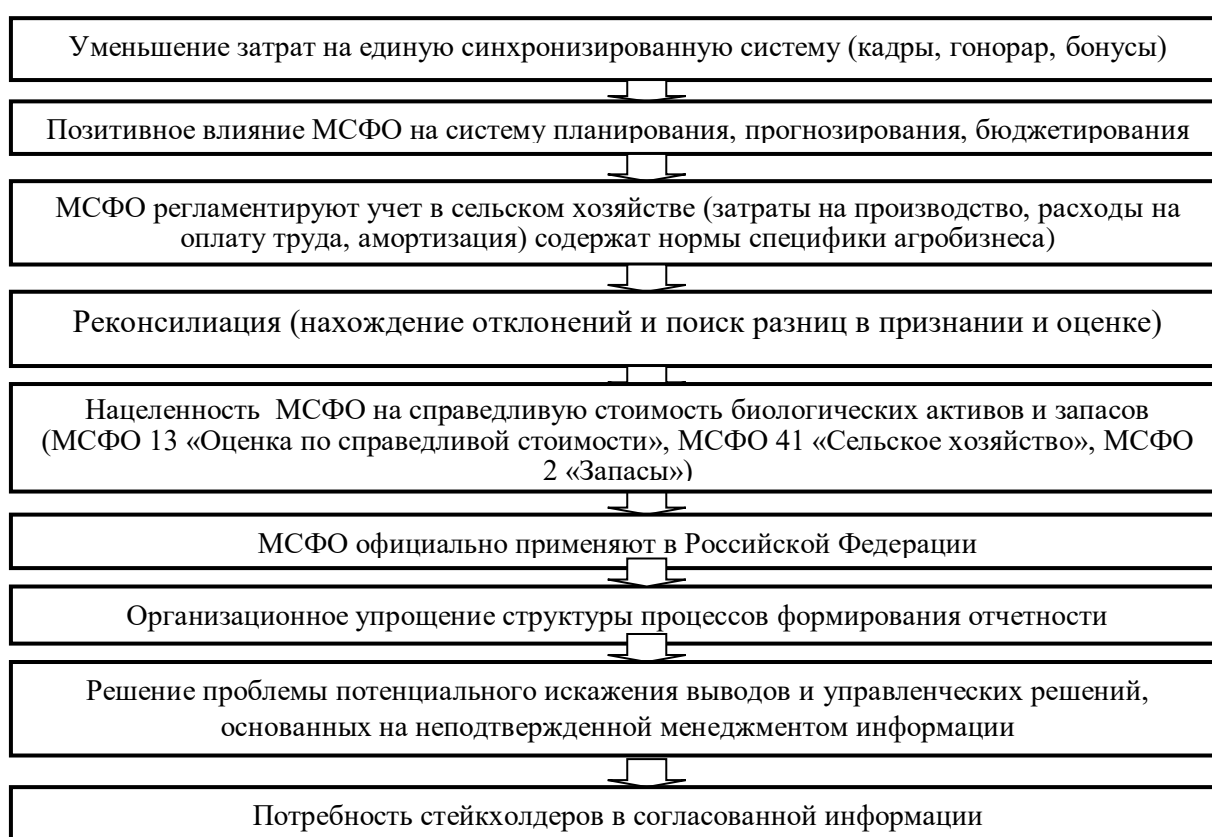 Уменьшение затрат на единую синхронизированную систему (кадры, гонорар, бонусы)
Позитивное влияние МСФО на систему планирования, прогнозирования, бюджетирования
МСФО регламентируют учет в сельском хозяйстве (затраты на производство, расходы на
оплату труда, амортизация) содержат нормы специфики агробизнеса)
Реконсилиация (нахождение отклонений и поиск разниц в признании и оценке)
Нацеленность МСФО на справедливую стоимость биологических активов и запасов
(МСФО 13 «Оценка по справедливой стоимости», МСФО 41 «Сельское хозяйство», МСФО
2 «Запасы»)
МСФО официально применяют в Российской Федерации
Организационное упрощение структуры процессов формирования отчетности
Решение проблемы потенциального искажения выводов и управленческих решений,
основанных на неподтвержденной менеджментом информации
Потребность стейкхолдеров в согласованной информации